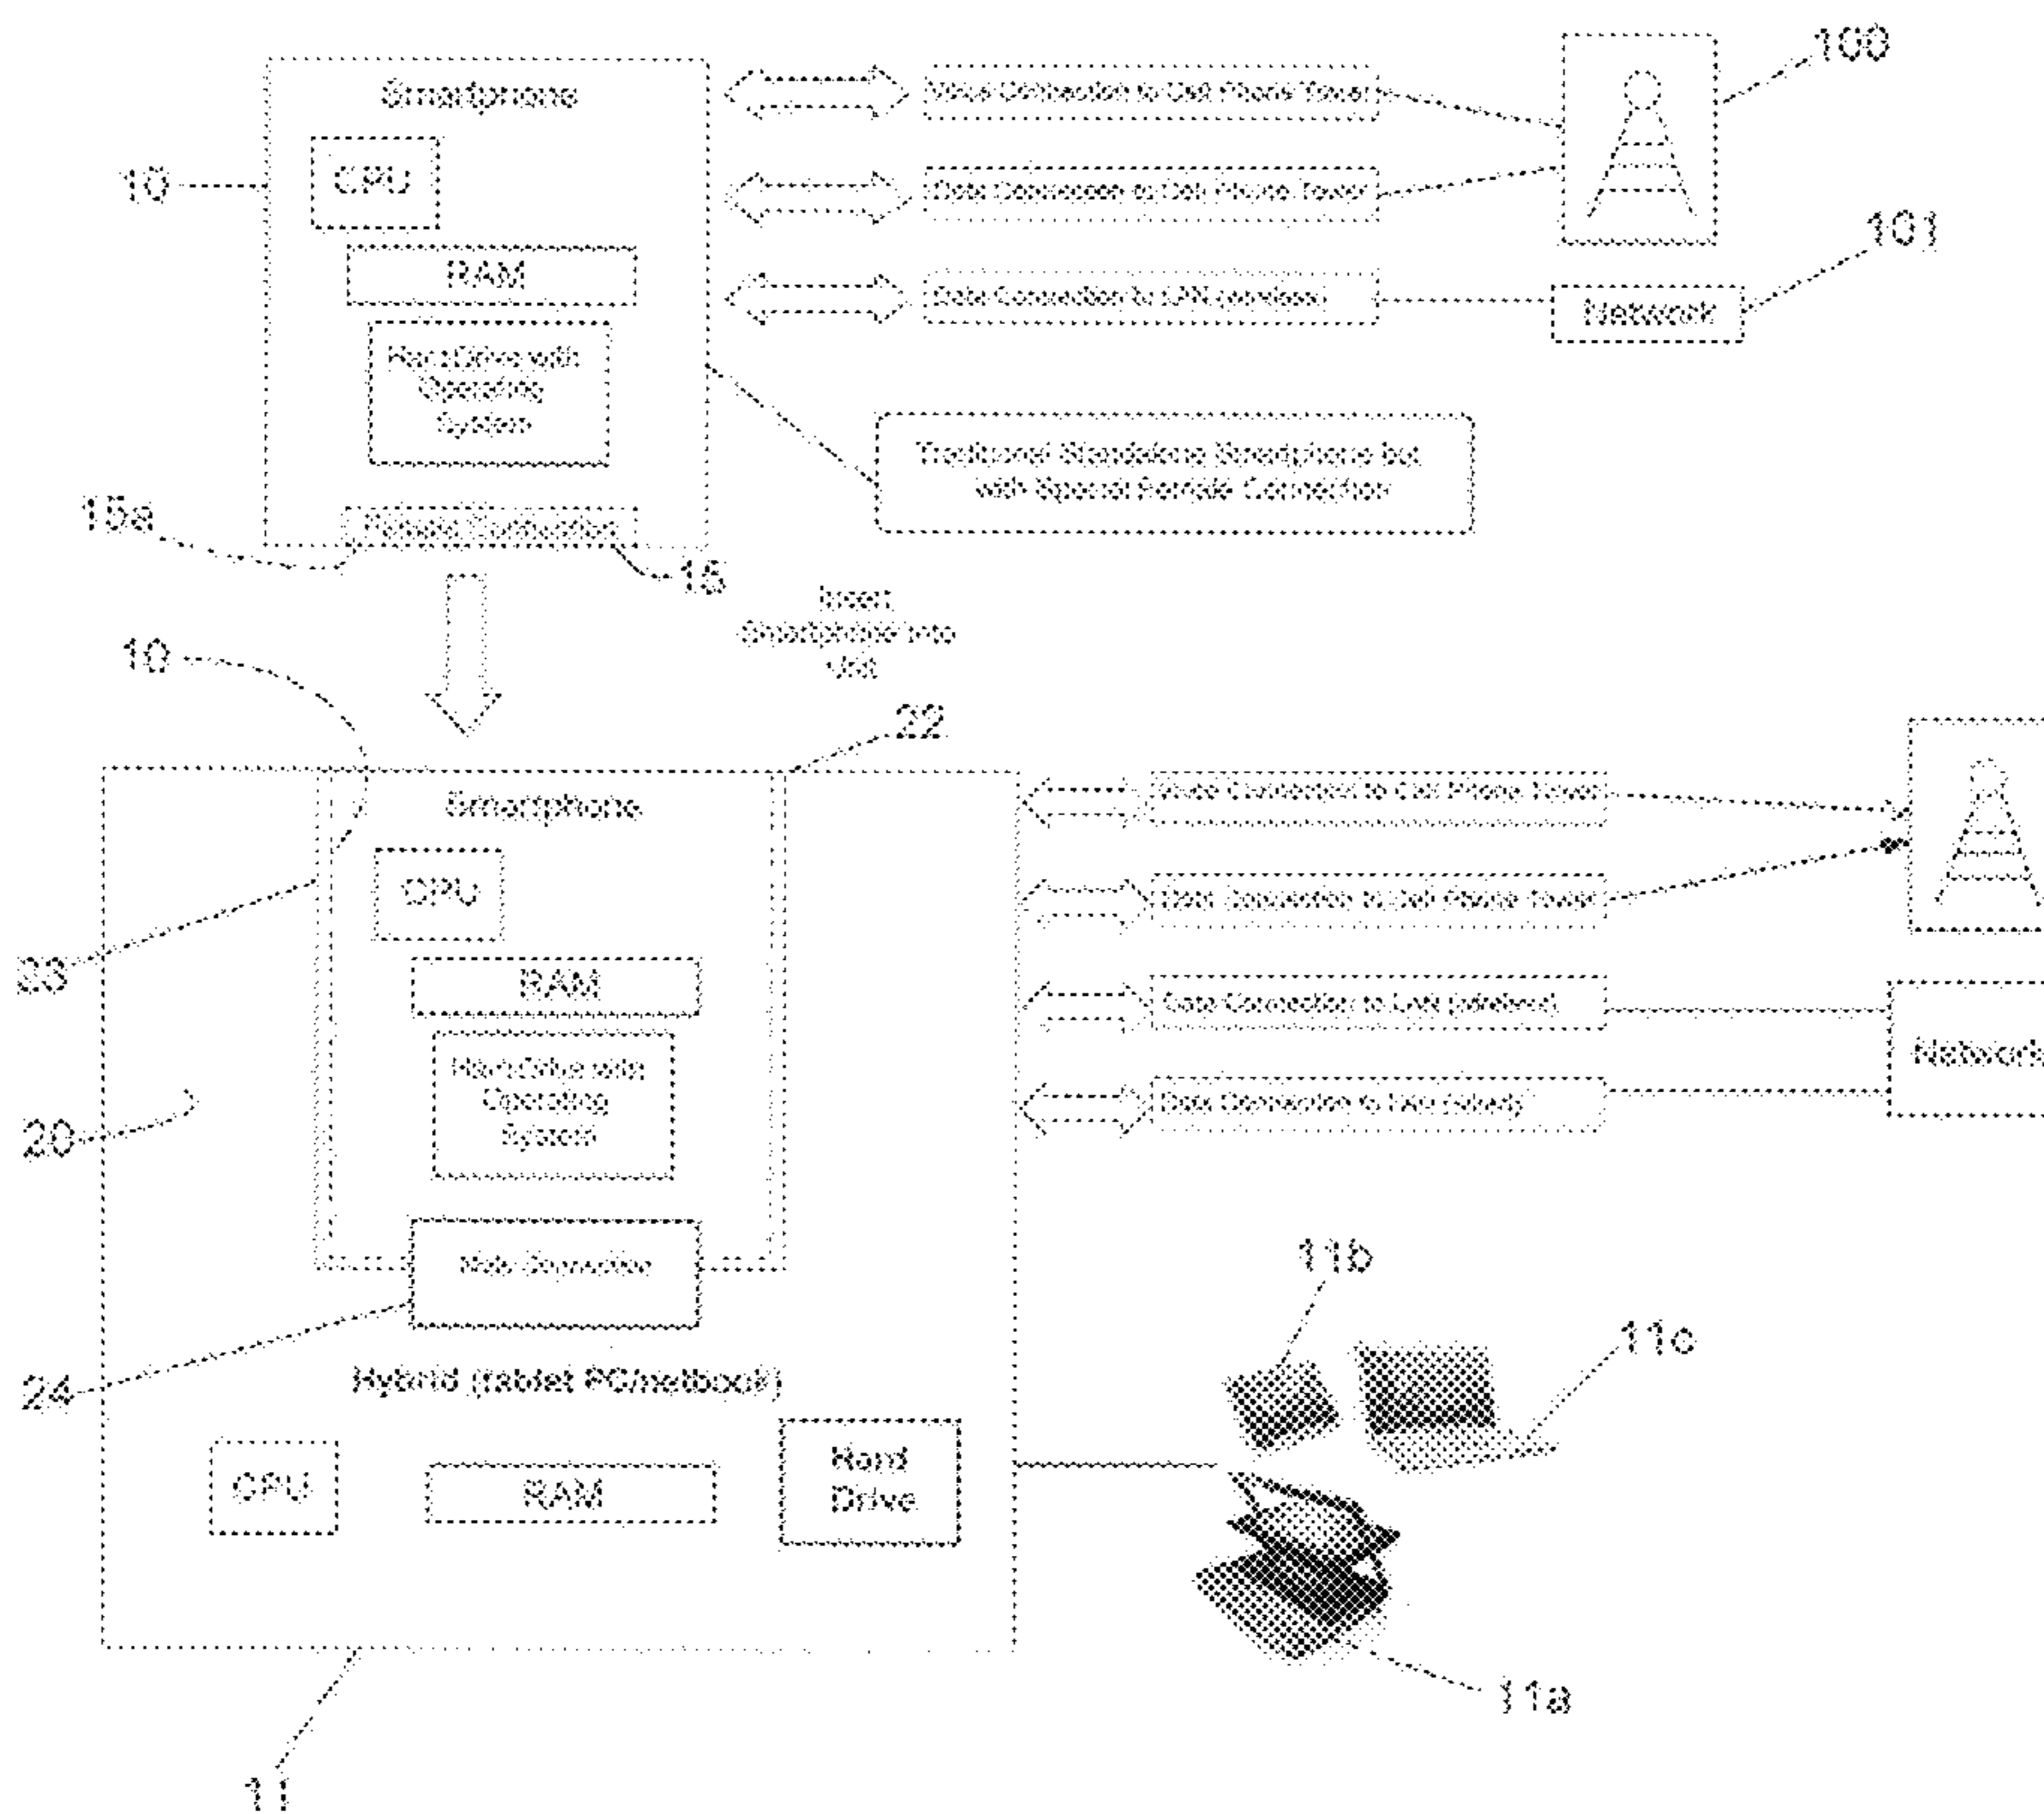 100
Smartphone
Voice Connection to Cell Phone Tower
10
CPU
Data Connection to Cell Phone Tower
101
RAM
Data Connection to LAN (wireless)
Network
Hard Drive with
Operating
System
Traditional Standalone Smartphone but
with Special Female Connection
15a
Female Connection
15
Insert
Smartphone into
slot
10
22
Smartphone
Voice Connection to Cell Phone Tower
CPU
Data Connection to Cell Phone Tower
23
RAM
Data Connection to LAN (wireless)
Network
Hard Drive with
Operating
System
Data Connection to LAN
20
Male Connection
11b
11c
24
Hybrid (tablet PC/netbook)
CPU
RAM
Hard
Drive
11a
11